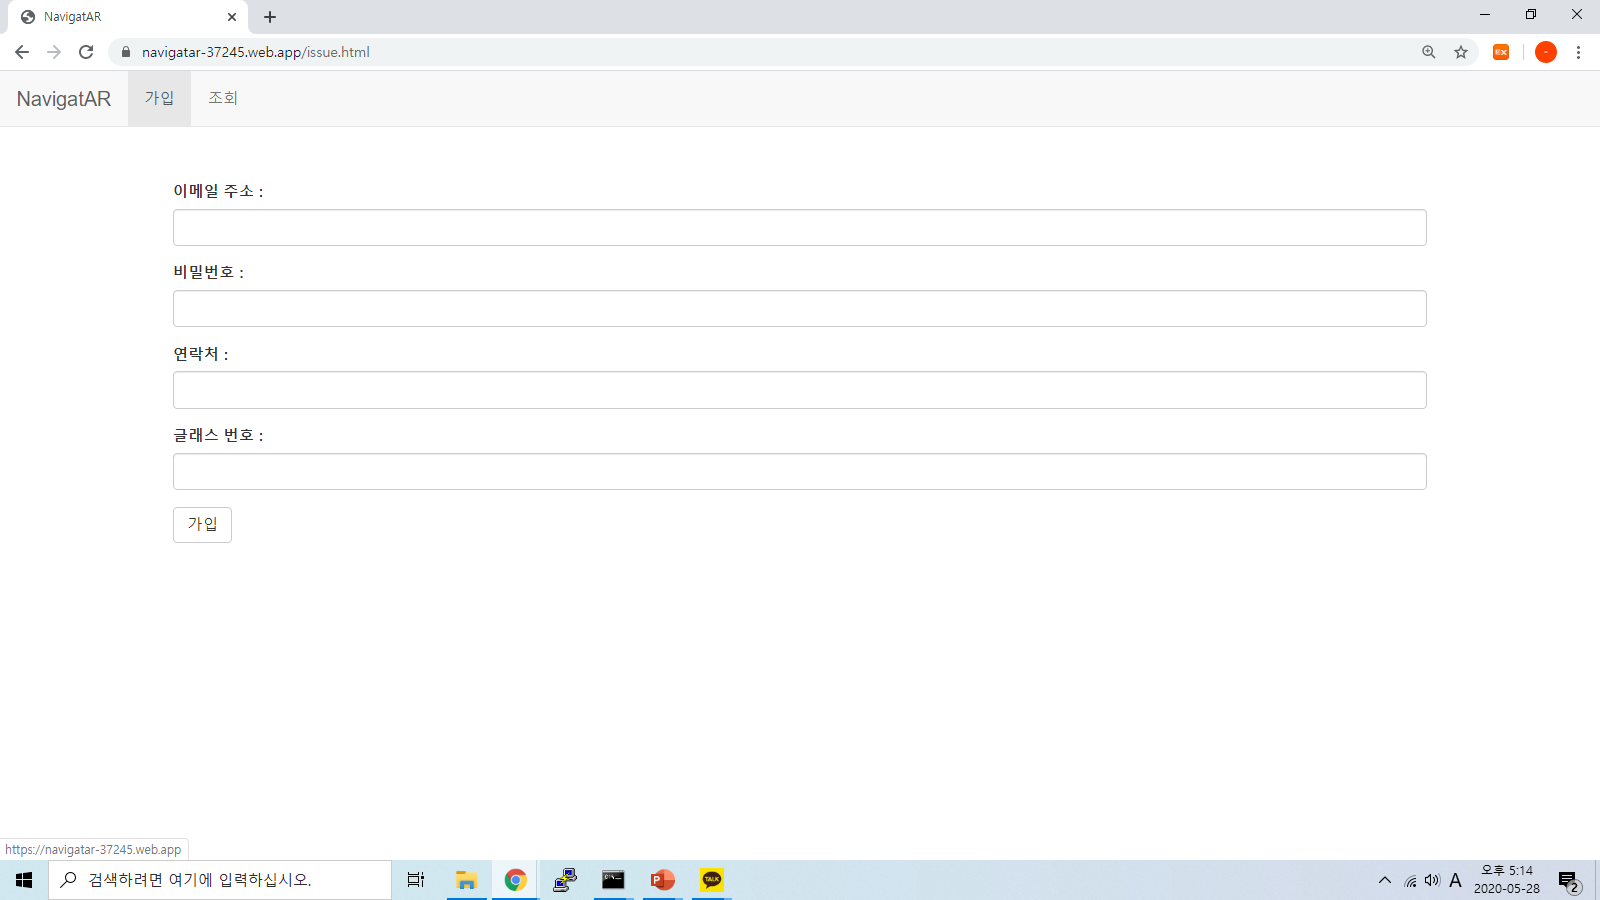 NavigatAR
navigatar-37245.web.app/issue.html
NavigatAR 가입 조회
이메일 주소 :
비밀번호 :
연락처 :
글래스 번호 :
가입
https://navigatar-37245.web.app
검색하려면 여기에 입력하십시오.
TALK
A
오후 5:14
2020-05-28
2